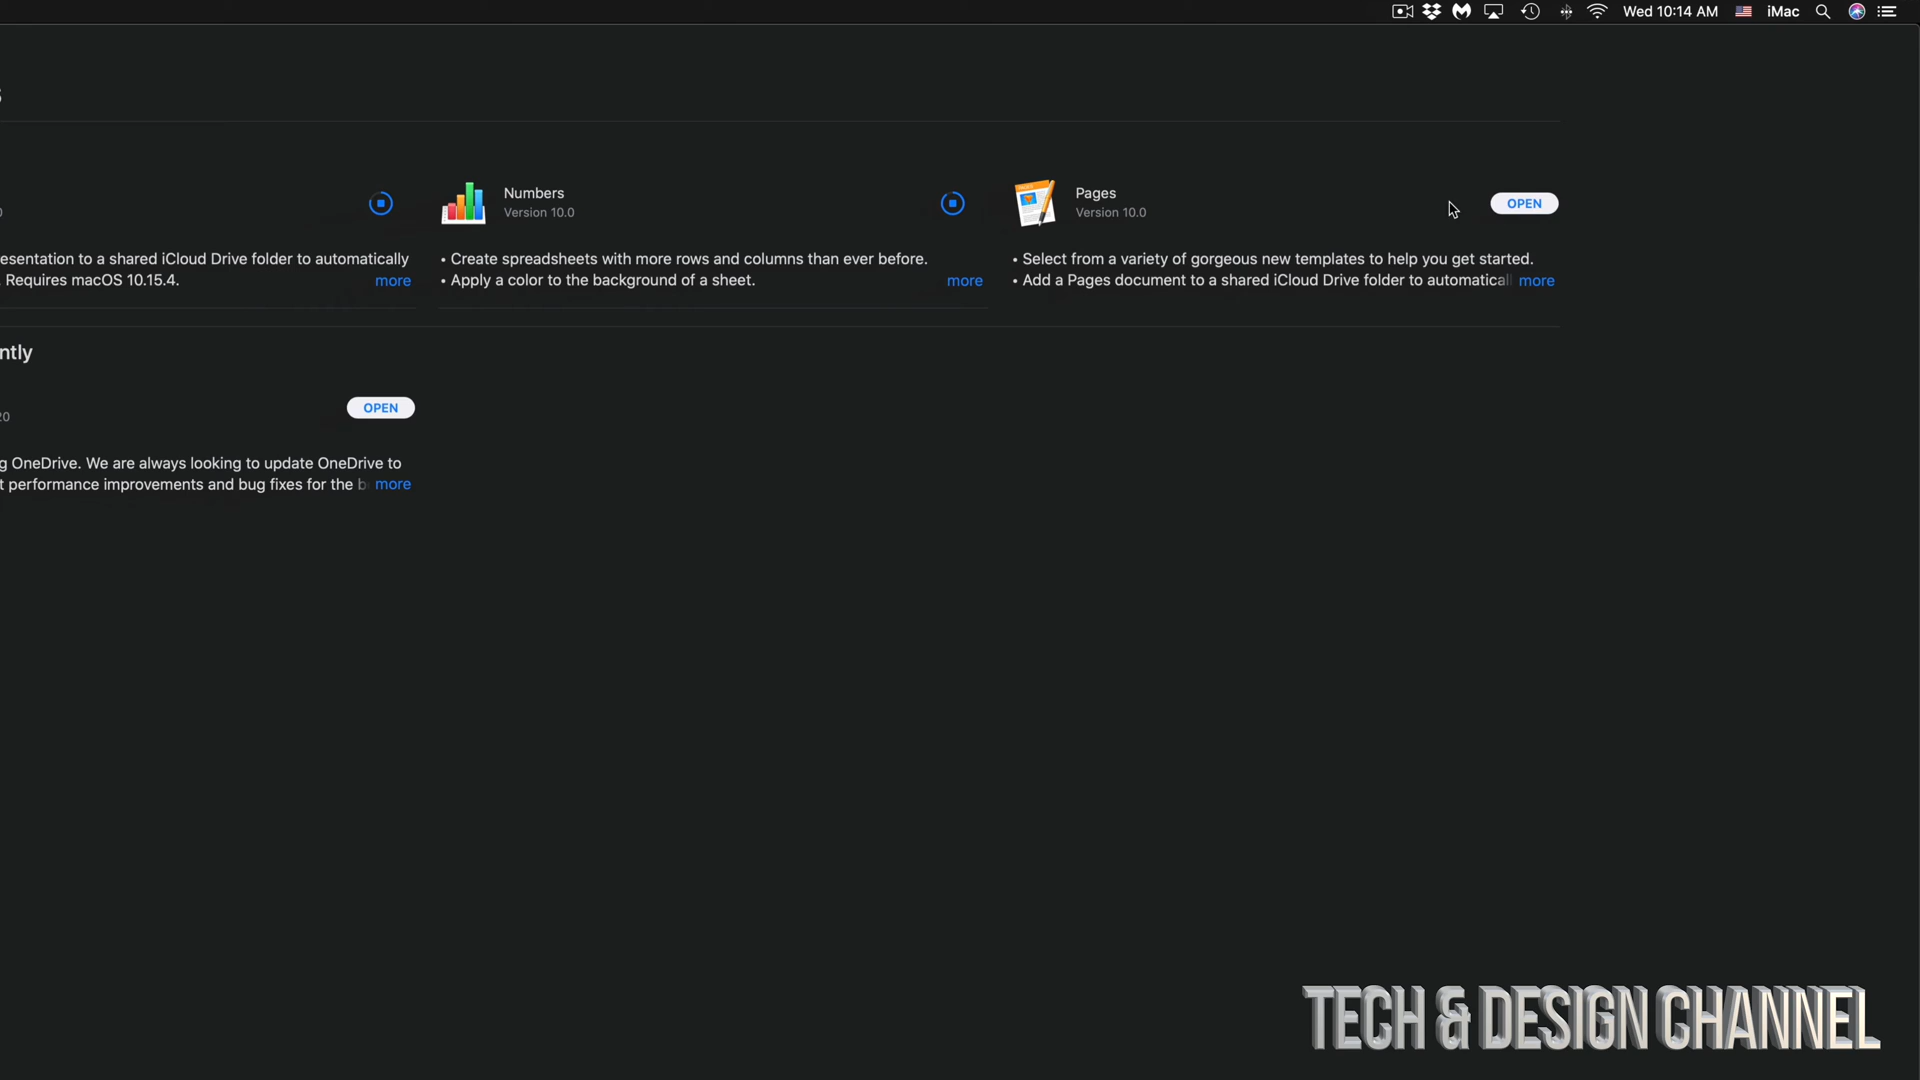 Wed 10:14 AM
iMac
Numbers
Version 10.0
Pages
Version 10.0
OPEN
esentation to a shared iCloud Drive folder to automatically
. Requires macOS 10.15.4.
more
• Create spreadsheets with more rows and columns than ever before.
• Apply a color to the background of a sheet.
more
• Select from a variety of gorgeous new templates to help you get started.
• Add a Pages document to a shared iCloud Drive folder to automatical
more
ntly
20
OPEN
g OneDrive. We are always looking to update OneDrive to
t performance improvements and bug fixes for the b
more
TECH & DESIGN CHANNEL